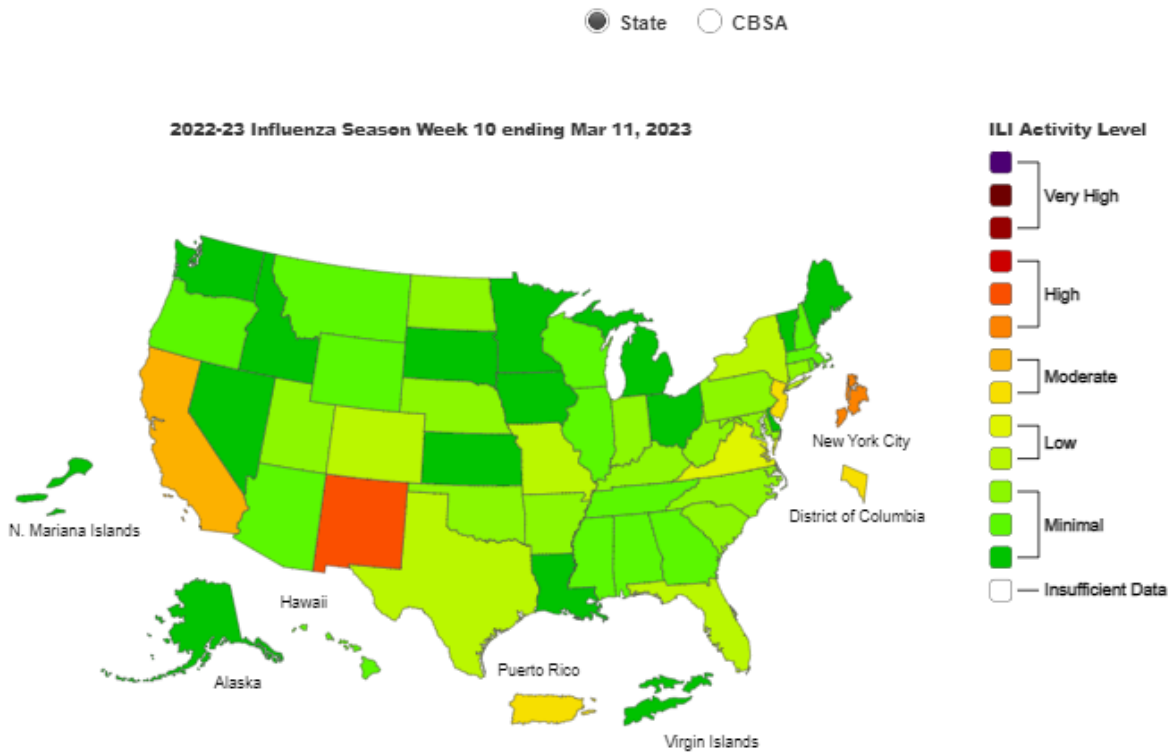 State CBSA
2022-23 Influenza Season Week 10 ending Mar 11, 2023
ILI Activity Level
Very High
High
Moderate
Low
Minimal
Insufficient Data
New York City
District of Columbia
N. Mariana Islands
Hawaii
Alaska
Puerto Rico
Virgin Islands